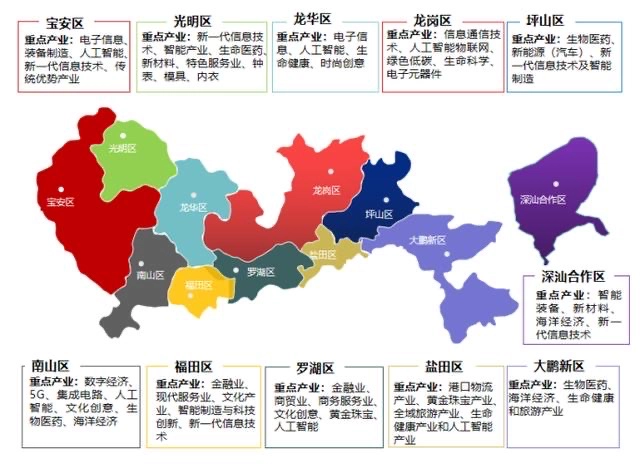 宝安区
重点产业：电子信息、
装备制造、人工智能、
新一代信息技术、传
统优势产业
光明区
重点产业：新一代信息技
术、智能产业、生命医药、
新材料、特色服务业、钟
表、模具、内衣
龙华区
重点产业：电子信
息、人工智能、生
命健康、时尚创意
龙岗区
重点产业：信息通信技
术、人工智能物联网、
绿色低碳、生命科学、
电子元器件
坪山区
重点产业：生物医药、
新能源（汽车）、新一
代信息技术及智能
制造
光明区
宝安区
龙华区
龙岗区
坪山区
深汕合作区
南山区
福田区
罗湖区
盐田区
大鹏新区
深汕合作区
重点产业：智能
装备、新材料、
海洋经济、新一
代信息技术
南山区
重点产业：数字经济、
5G、集成电路、人工
智能、文化创意、生
物医药、海洋经济
福田区
重点产业：金融业、
现代服务业、文化产
业、智能制造与科技
创新、新一代信息技
术
罗湖区
重点产业：金融业、
商贸业、商务服务业、
文化创意、黄金珠宝、
人工智能
盐田区
重点产业：港口物流
产业、黄金珠宝产业、
全域旅游产业、生命
健康产业和人工智能
产业
大鹏新区
重点产业：生物医药、
海洋经济、生命健康
和旅游产业